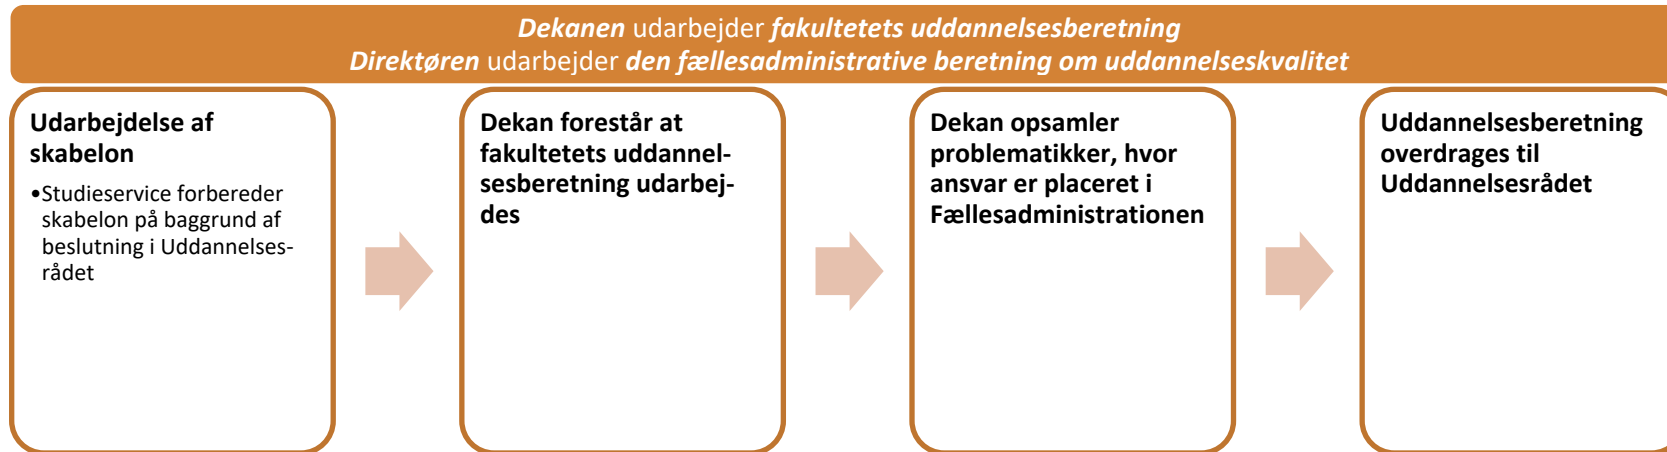 Dekanen udarbejder fakultetets uddannelsesberetning
Direktøren udarbejder den fællesadministrative beretning om uddannelseskvalitet
Udarbejdelse af
skabelon
•Studieservice forbereder
skabelon på baggrund af
beslutning i Uddannelses-
rådet
Dekan forestår at
fakultetets uddannel-
sesberetning udarbej-
des
Dekan opsamler
problematikker, hvor
ansvar er placeret i
Fællesadministrationen
Uddannelsesberetning
overdrages til
Uddannelsesrådet